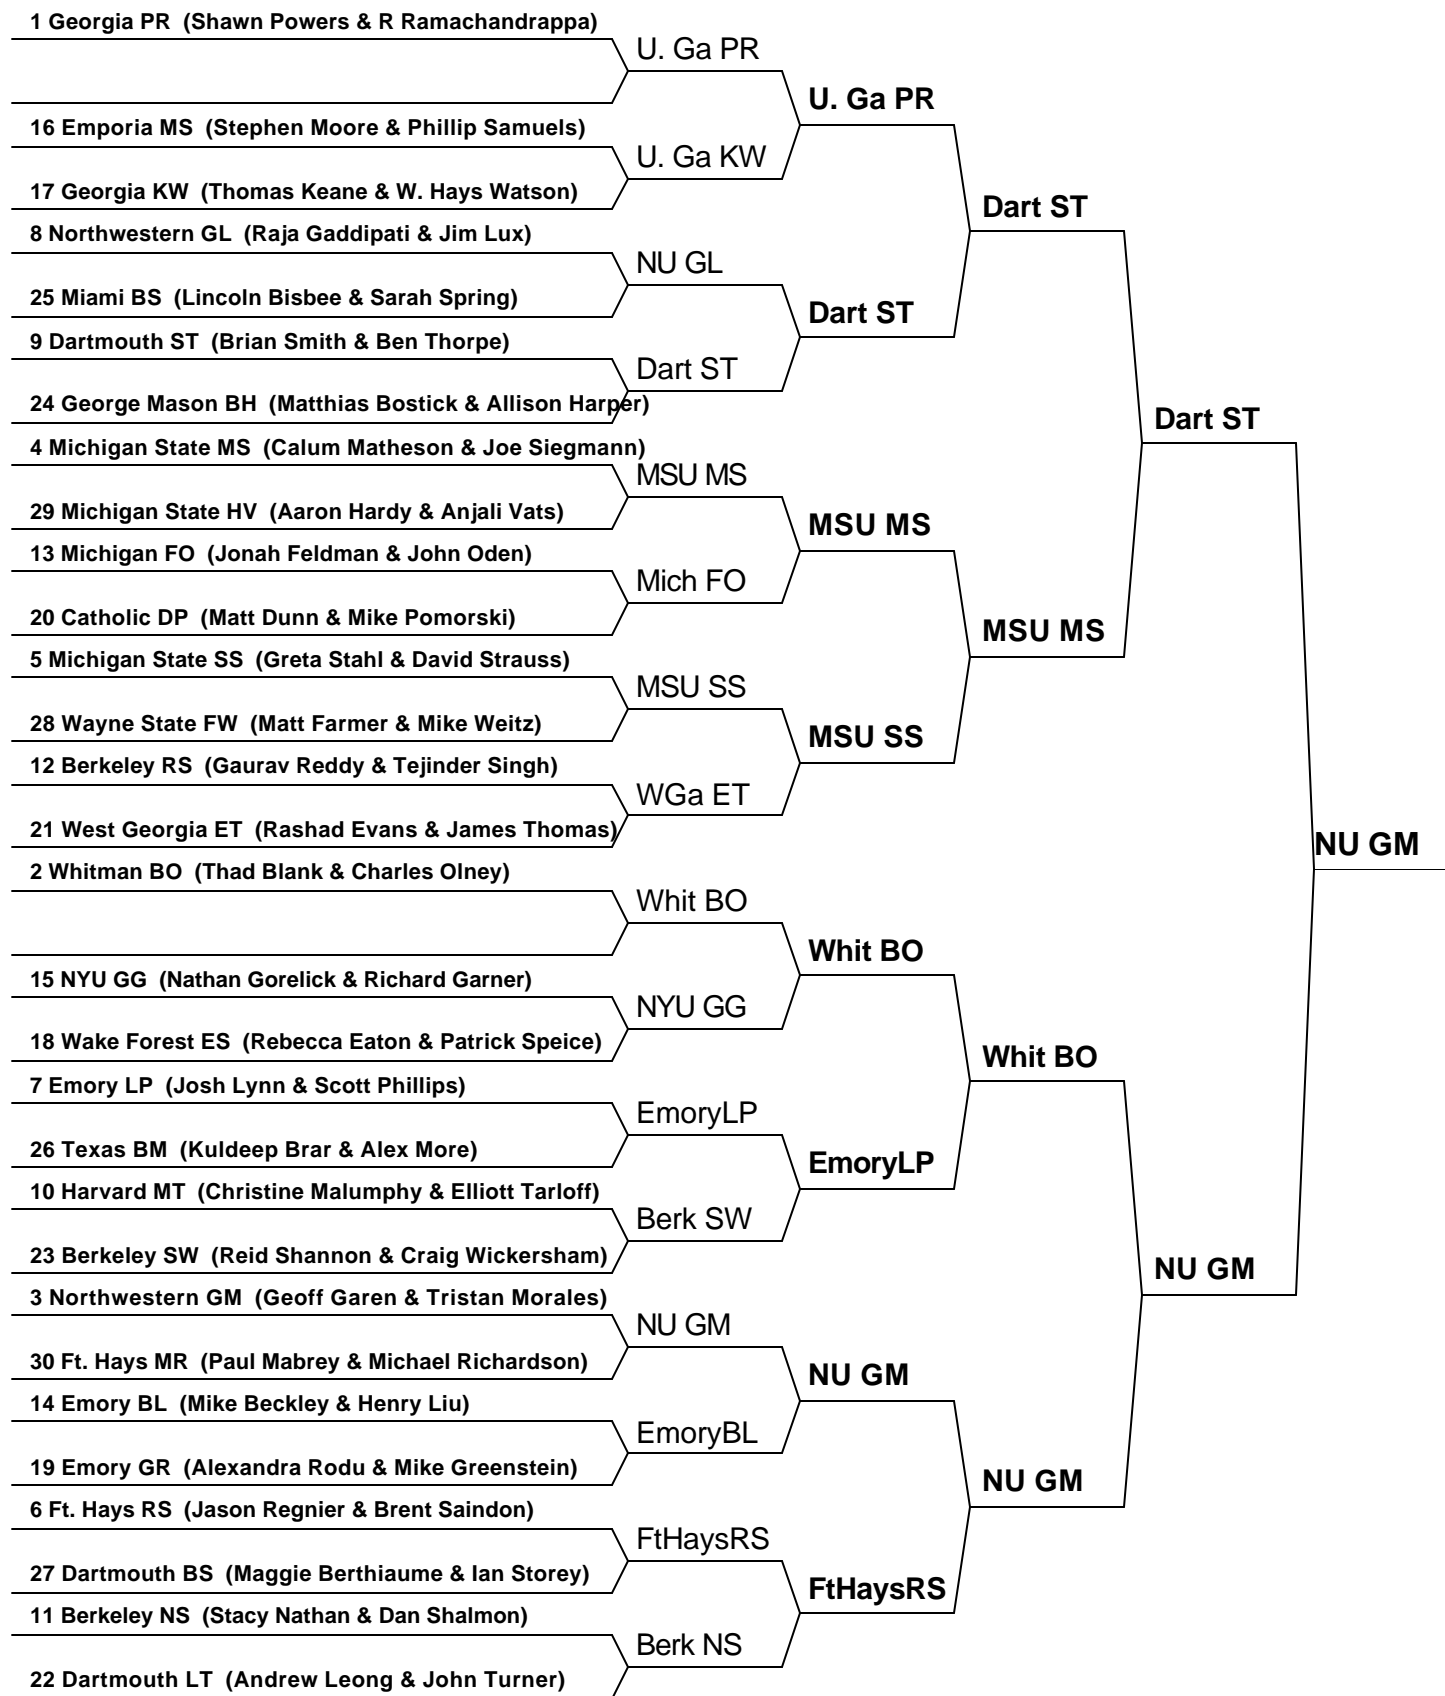 1 Georgia PR (Shawn Powers & R Ramachandrappa)
U. Ga PR
U. Ga PR
16 Emporia MS (Stephen Moore & Phillip Samuels)
U. Ga KW
17 Georgia KW (Thomas Keane & W. Hays Watson)
Dart ST
8 Northwestern GL (Raja Gaddipati & Jim Lux)
NU GL
25 Miami BS (Lincoln Bisbee & Sarah Spring)
Dart ST
9 Dartmouth ST (Brian Smith & Ben Thorpe)
Dart ST
24 George Mason BH (Matthias Bostick & Allison Harper)
Dart ST
4 Michigan State MS (Calum Matheson & Joe Siegmann)
MSU MS
29 Michigan State HV (Aaron Hardy & Anjali Vats)
MSU MS
13 Michigan FO (Jonah Feldman & John Oden)
Mich FO
20 Catholic DP (Matt Dunn & Mike Pomorski)
MSU MS
5 Michigan State SS (Greta Stahl & David Strauss)
MSU SS
28 Wayne State FW (Matt Farmer & Mike Weitz)
MSU SS
12 Berkeley RS (Gaurav Reddy & Tejinder Singh)
WGa ET
21 West Georgia ET (Rashad Evans & James Thomas)
NU GM
2 Whitman BO (Thad Blank & Charles Olney)
Whit BO
Whit BO
15 NYU GG (Nathan Gorelick & Richard Garner)
NYU GG
18 Wake Forest ES (Rebecca Eaton & Patrick Speice)
Whit BO
7 Emory LP (Josh Lynn & Scott Phillips)
EmoryLP
26 Texas BM (Kuldeep Brar & Alex More)
EmoryLP
10 Harvard MT (Christine Malumphy & Elliott Tarloff)
Berk SW
23 Berkeley SW (Reid Shannon & Craig Wickersham)
NU GM
3 Northwestern GM (Geoff Garen & Tristan Morales)
NU GM
30 Ft. Hays MR (Paul Mabrey & Michael Richardson)
NU GM
14 Emory BL (Mike Beckley & Henry Liu)
EmoryBL
19 Emory GR (Alexandra Rodu & Mike Greenstein)
NU GM
6 Ft. Hays RS (Jason Regnier & Brent Saindon)
FtHaysRS
27 Dartmouth BS (Maggie Berthiaume & Ian Storey)
FtHaysRS
11 Berkeley NS (Stacy Nathan & Dan Shalmon)
Berk NS
22 Dartmouth LT (Andrew Leong & John Turner)